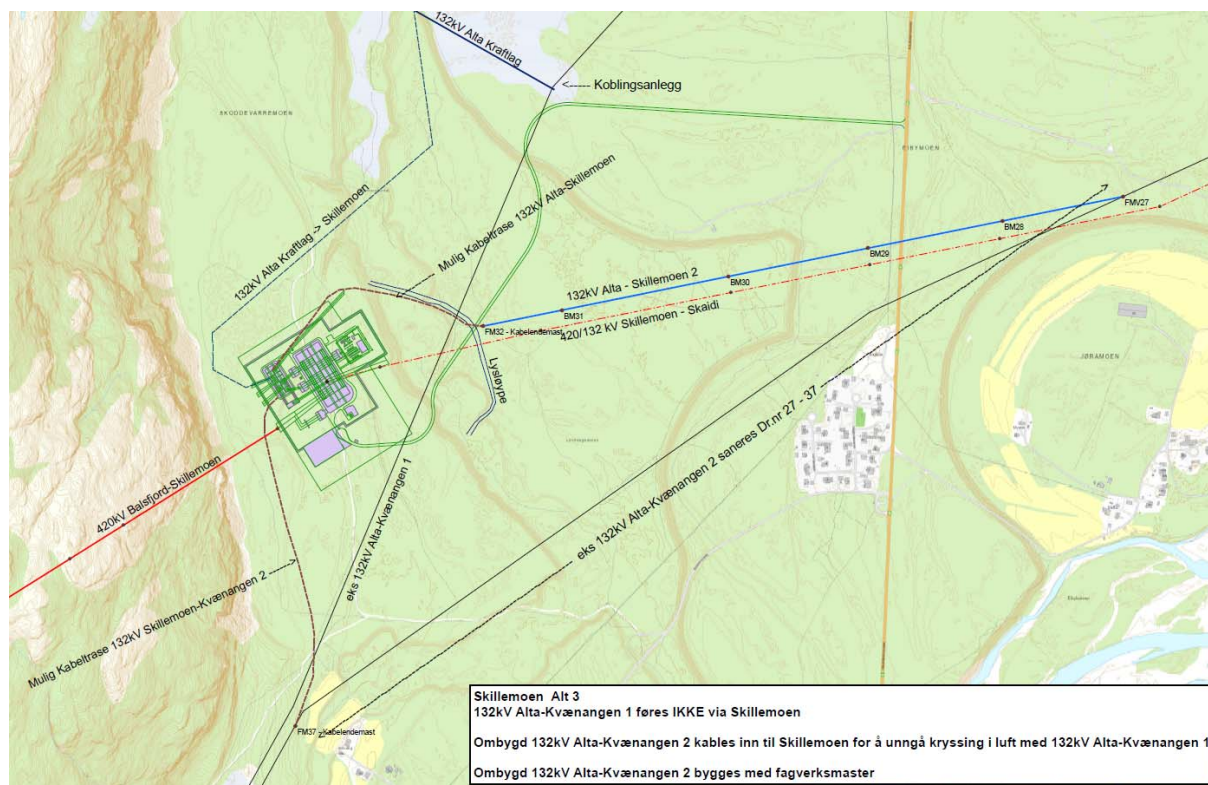 132kV Alta Kraftlag
<----- Koblingsanlegg
SKODDEVARREMOEN
EIBYMOEN
Mulig Kabeltrase 132kV Alta-Skillemoen
132kV Alta Kraftlag -> Skillemoen
FMV27
BM28
BM29
BM30
BM31
132kV Alta - Skillemoen 2
FM32 - Kabelendemast
420/132 kV Skillemoen - Skaidi
Lysløype
JØRAMOEN
eks 132kV Alta-Kvænangen 2 saneres Dr.nr 27 - 37
420kV Balsfjord-Skillemoen
eks 132kV Alta-Kvænangen 1
Mulig Kabeltrase 132kV Skillemoen-Kvænangen 2
FM37 - Kabelendemast
Skillemoen Alt 3
132kV Alta-Kvænangen 1 føres IKKE via Skillemoen
Ombygd 132kV Alta-Kvænangen 2 kables inn til Skillemoen for å unngå kryssing i luft med 132kV Alta-Kvænangen 1
Ombygd 132kV Alta-Kvænangen 2 bygges med fagverksmaster